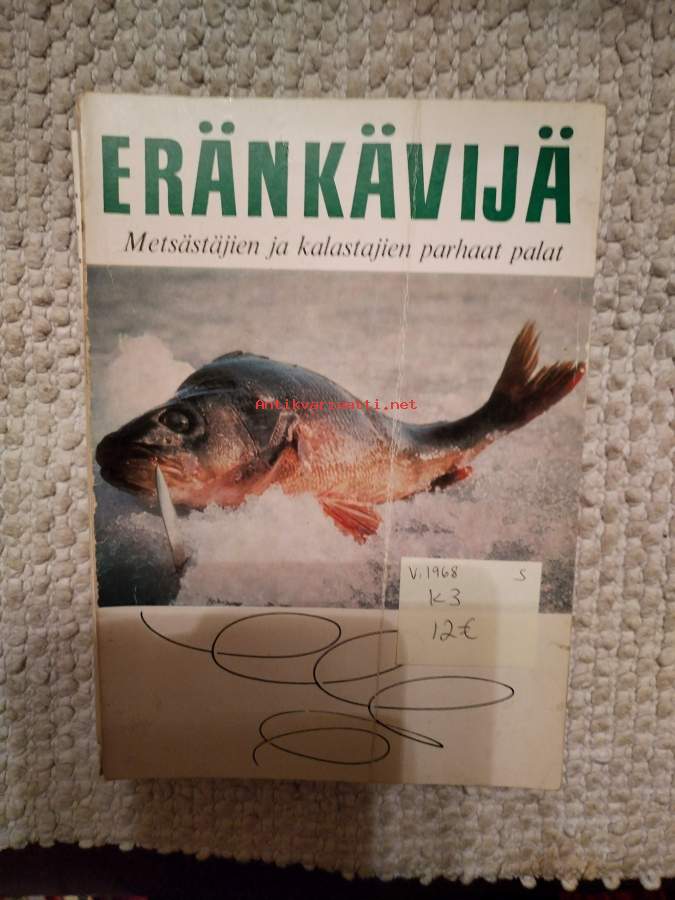 ERÄNKÄVIJÄ
Metsästäjien ja kalastajien parhaat palat
Antikvariaatti.net
V. 1968 S
K3
12€